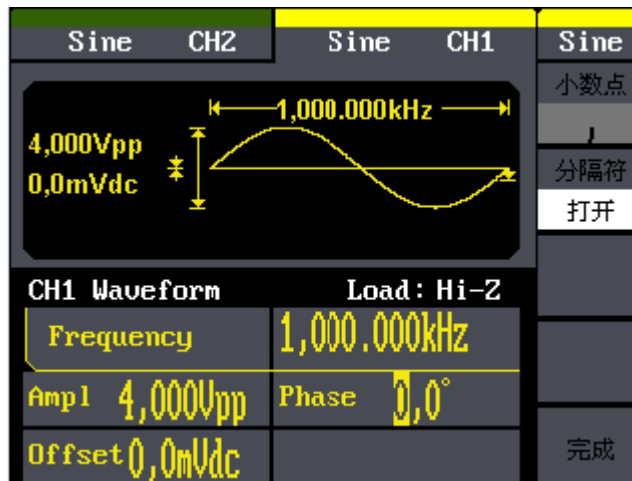 Sine CH2 Sine CH1 Sine
小数点
,
分隔符
打开
完成
1,000.000kHz
4,000Vpp
0,0mVdc
CH1 Waveform Load: Hi-Z
Frequency 1,000.000kHz
Ampl 4,000Vpp Phase 0,0°
Offset 0,0mVdc